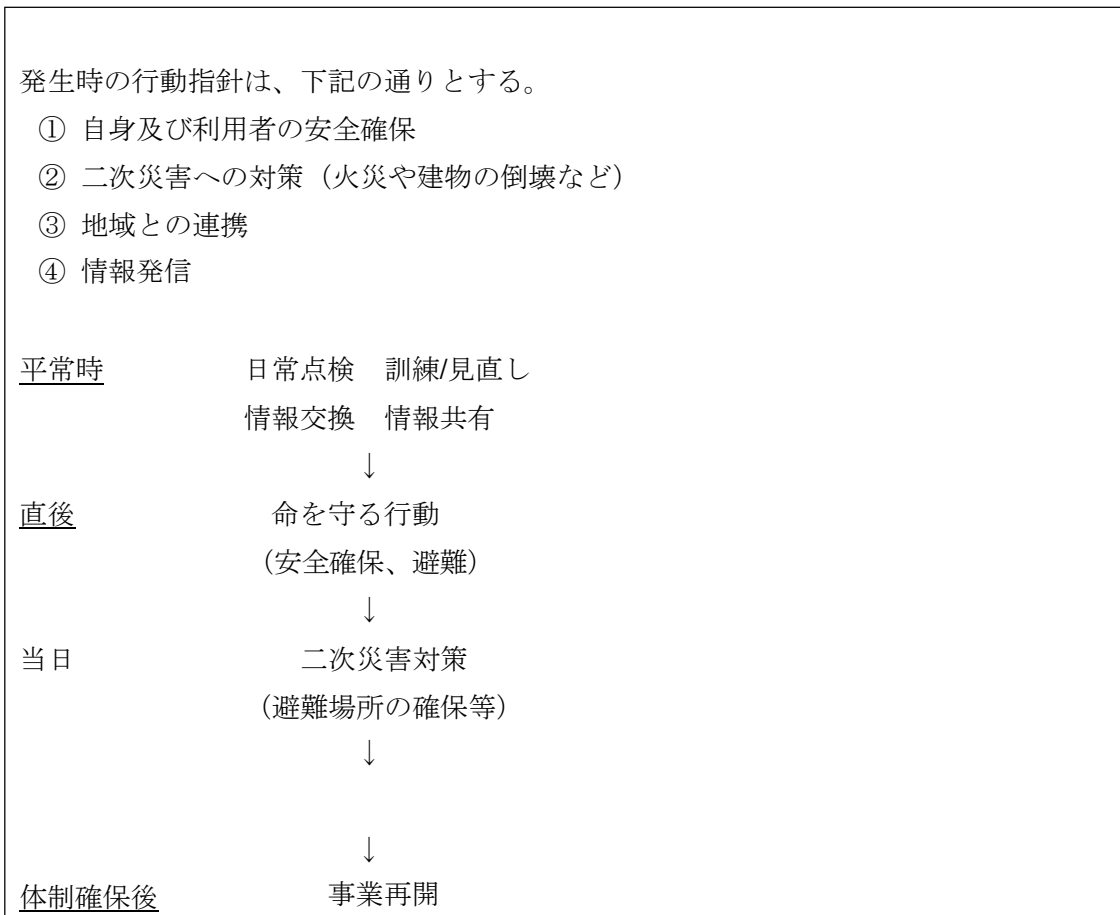 発生時の行動指針は、下記の通りとする。
① 自身及び利用者の安全確保
② 二次災害への対策（火災や建物の倒壊など）
③ 地域との連携
④ 情報発信
平常時 日常点検 訓練/見直し
情報交換 情報共有
↓
直後 命を守る行動
（安全確保、避難）
↓
当日 二次災害対策
（避難場所の確保等）
↓
↓
体制確保後 事業再開